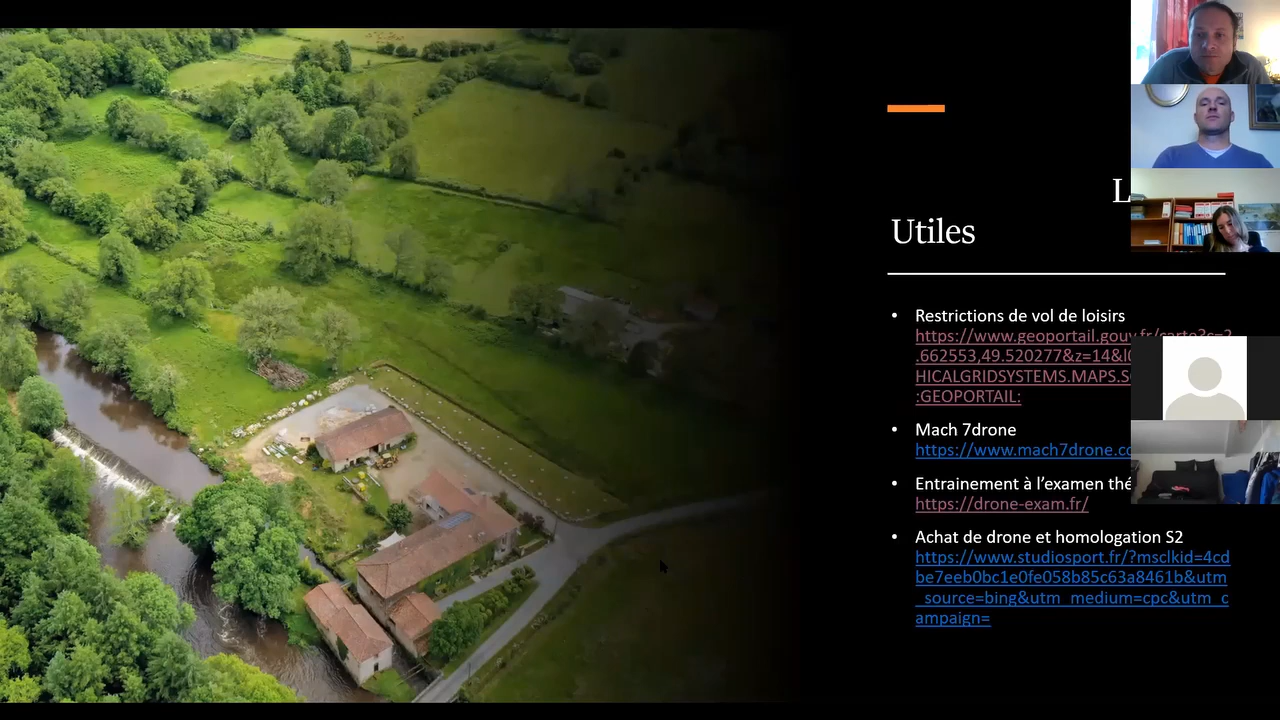 L
Utiles
• Restrictions de vol de loisirs
https://www.geoportail.gouv.fr/carte?c=2
.662553,49.520277&z=14&l0
HICALGRIDSYSTEMS.MAPS.S
:GEOPORTAIL:
• Mach 7drone
https://www.mach7drone.co
• Entrainement à l’examen thé
https://drone-exam.fr/
• Achat de drone et homologation S2
https://www.studiosport.fr/?msclkid=4cd
be7eeb0bc1e0fe058b85c63a8461b&utm
_source=bing&utm_medium=cpc&utm_c
ampaign=